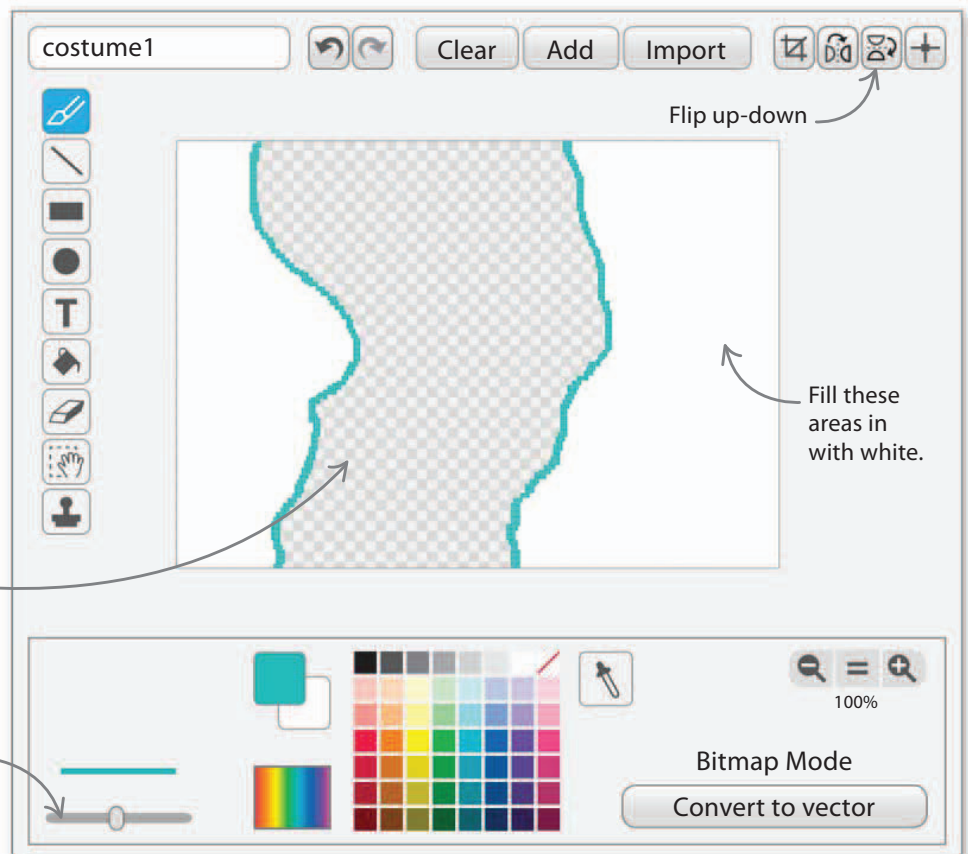 costume1
Clear
Add
Import
Flip up-down
T
Fill these
areas in
with white.
100%
Bitmap Mode
Convert to vector